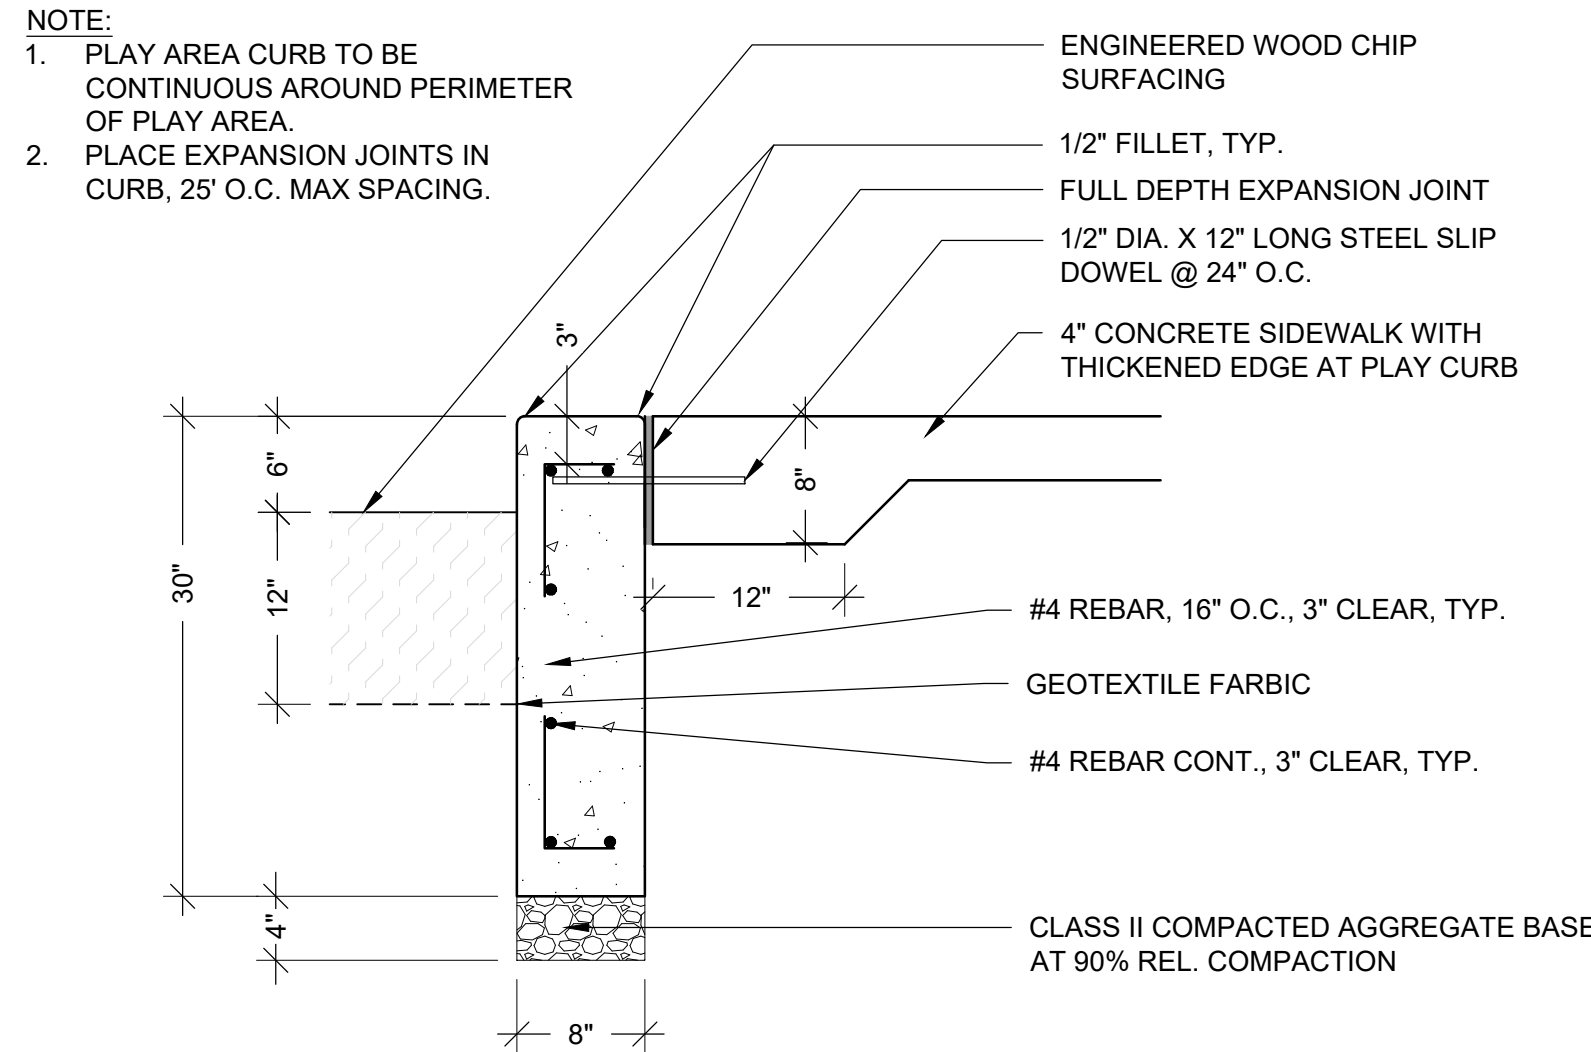 NOTE:
1. PLAY AREA CURB TO BE
CONTINUOUS AROUND PERIMETER
OF PLAY AREA.
2. PLACE EXPANSION JOINTS IN
CURB, 25' O.C. MAX SPACING.
ENGINEERED WOOD CHIP
SURFACING
1/2" FILLET, TYP.
FULL DEPTH EXPANSION JOINT
1/2" DIA. X 12" LONG STEEL SLIP
DOWEL @ 24" O.C.
4" CONCRETE SIDEWALK WITH
THICKENED EDGE AT PLAY CURB
3"
6"
8"
30"
12"
12"
#4 REBAR, 16" O.C., 3" CLEAR, TYP.
GEOTEXTILE FARBIC
#4 REBAR CONT., 3" CLEAR, TYP.
4"
CLASS II COMPACTED AGGREGATE BASE
AT 90% REL. COMPACTION
8"